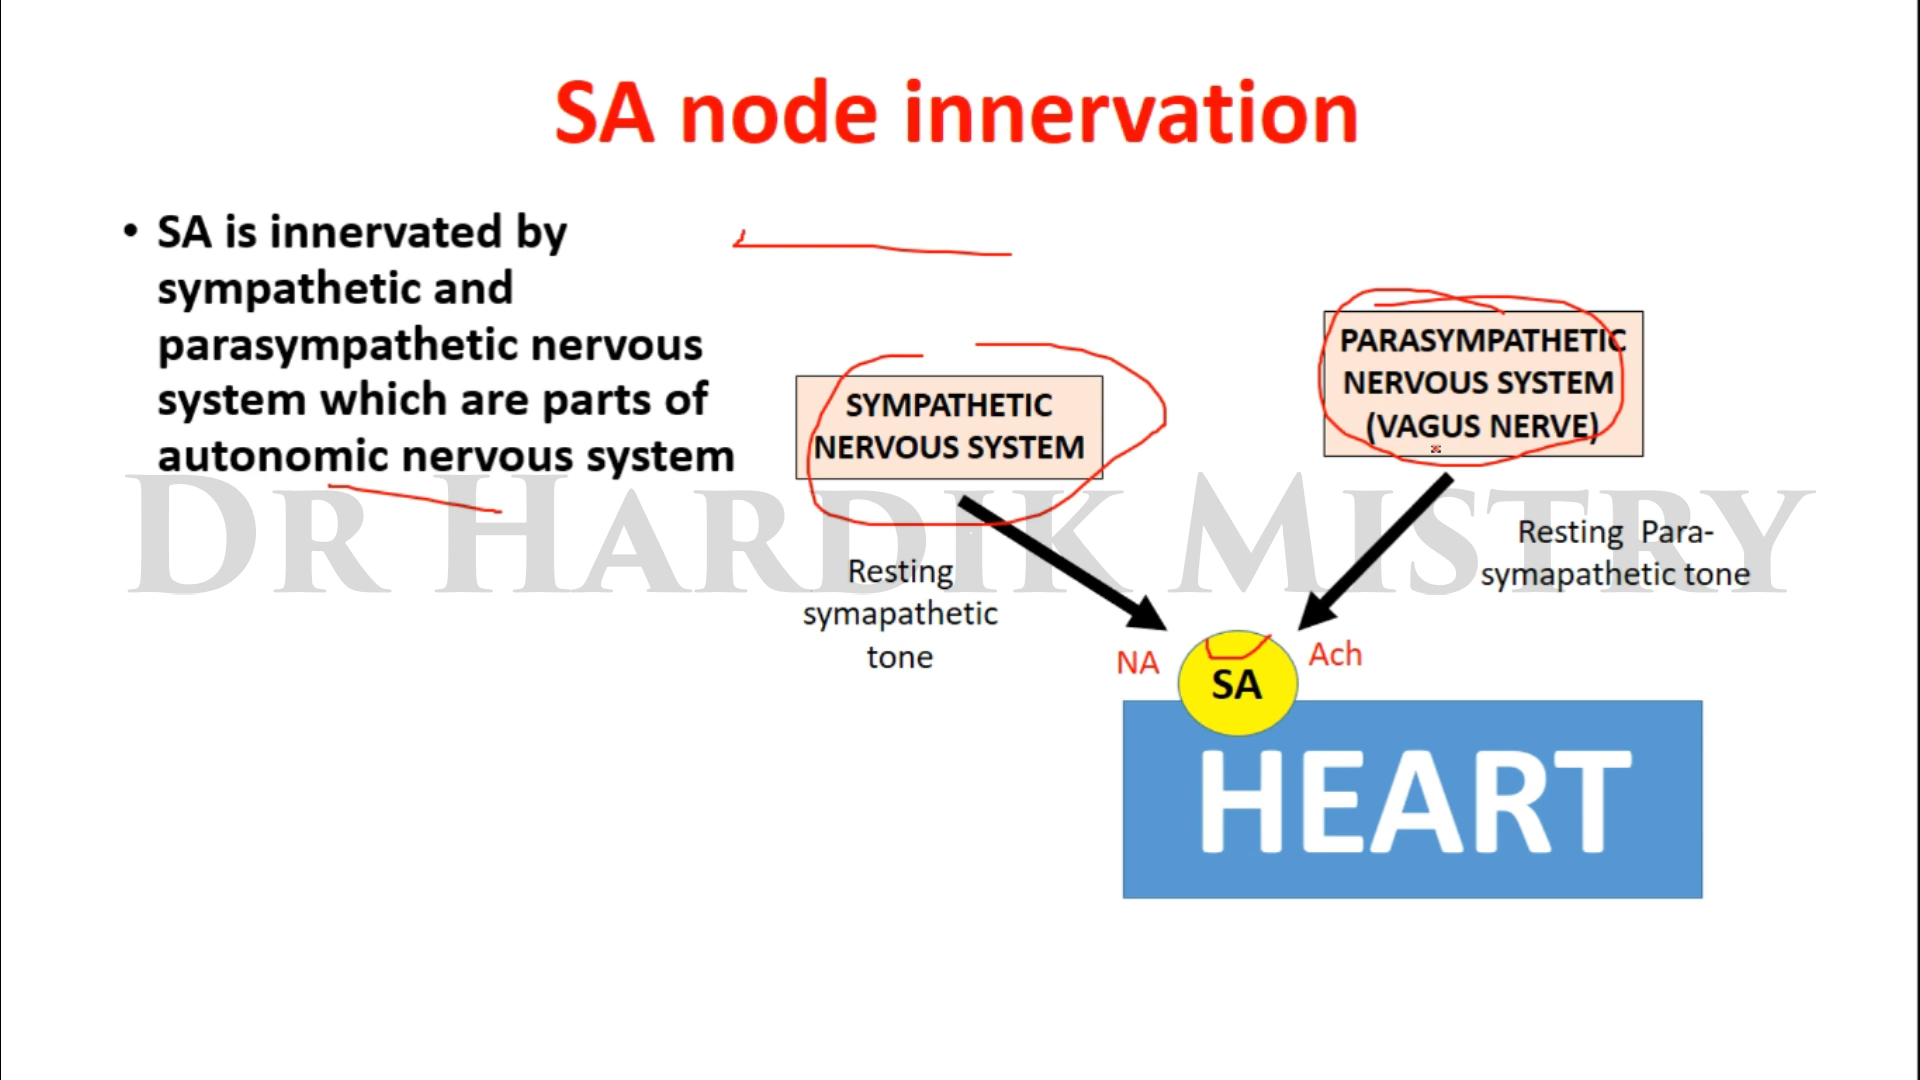 SA node innervation
• SA is innervated by
sympathetic and
parasympathetic nervous
system which are parts of
autonomic nervous system
SYMPATHETIC
NERVOUS SYSTEM
PARASYMPATHETIC
NERVOUS SYSTEM
(VAGUS NERVE)
DR HARDIK MISTRY
Resting
symapathetic
tone
Resting Para-
symapathetic tone
NA
SA
Ach
HEART